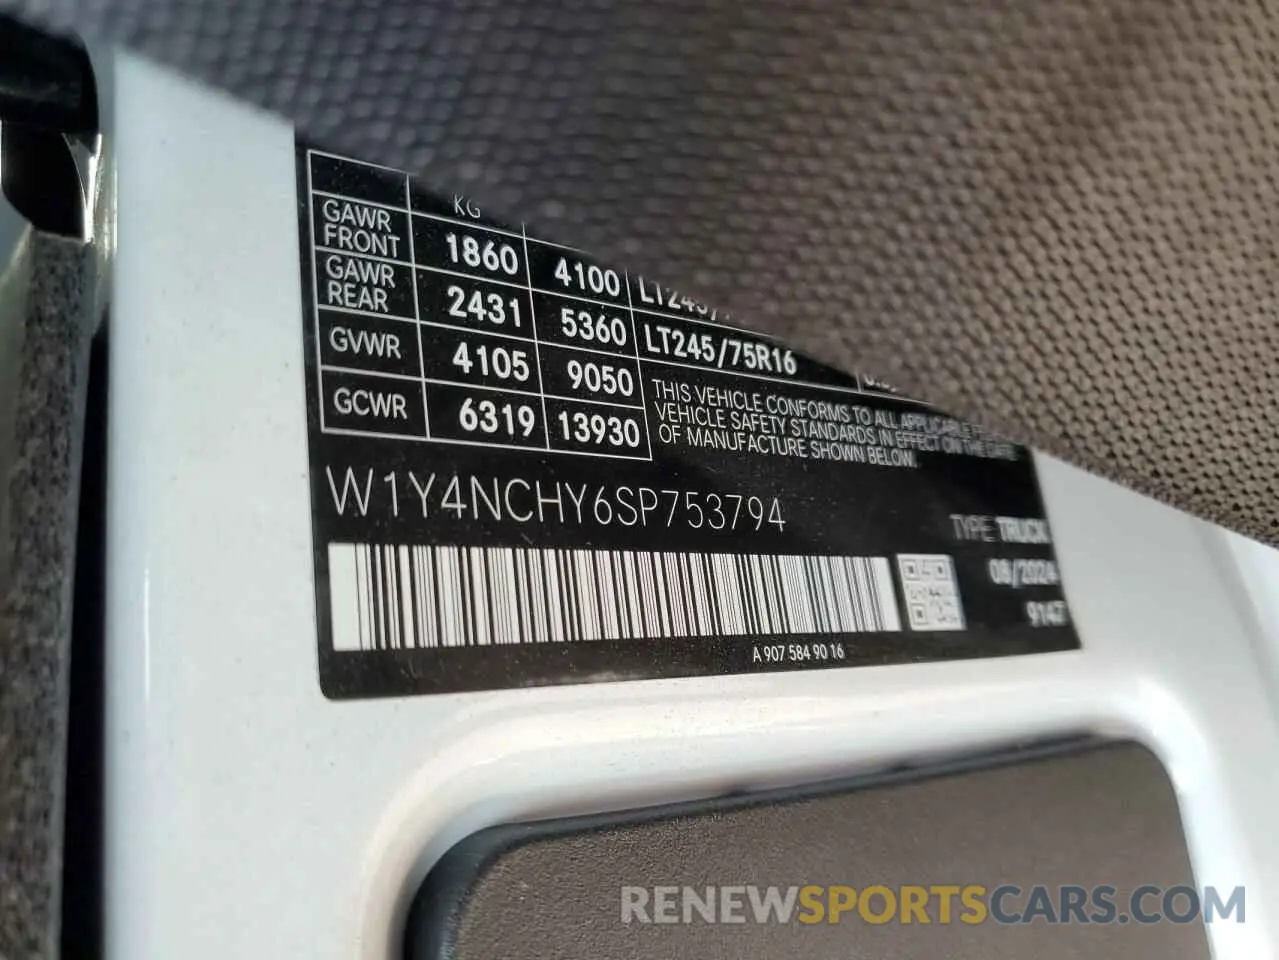 KG
GAWR FRONT 1860 4100
GAWR REAR 2431 5360 LT245/75R16
GVWR 4105 9050
GCWR 6319 13930
THIS VEHICLE CONFORMS TO ALL APPLICABLE
VEHICLE SAFETY STANDARDS IN EFFECT ON THE DATE
OF MANUFACTURE SHOWN BELOW.
W1Y4NCHY6SP753794
TYPE: TRUCK
08/2024
9147
A 907 584 90 16
RENEWSPORTSCARS.COM